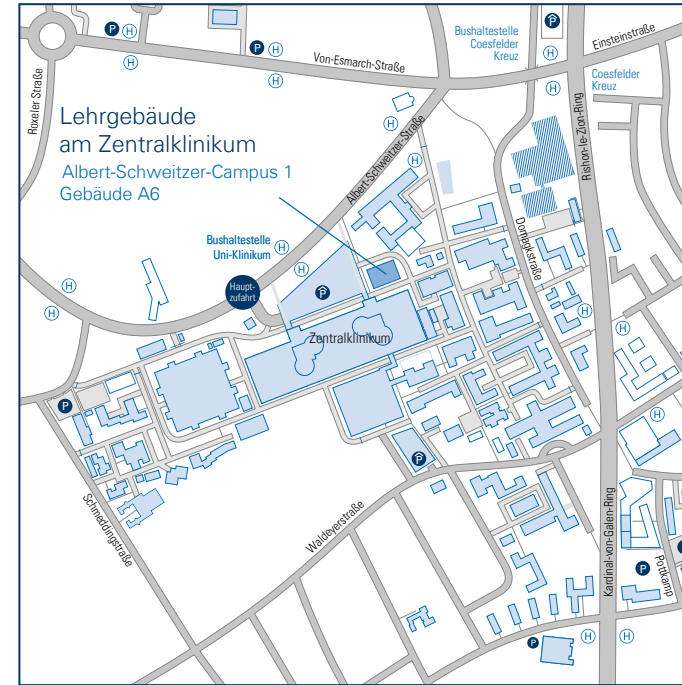 P
H
H
P
H
H
Von-Esmarch-Straße
Bushaltestelle
Coesfelder
Kreuz
P
Einsteinstraße
H
H
Coesfelder
Kreuz
Roxeler Straße
Lehrgebäude
am Zentralklinikum
Albert-Schweitzer-Campus 1
Gebäude A6
H
Albert-Schweitzer-Straße
H
Rishon-le-Zion-Ring
Domagkstraße
Bushaltestelle
Uni-Klinikum
H
H
Haupt-
zufahrt
P
H
H
Zentralklinikum
H
H
P
H
P
Schmeddingstraße
Waldeyerstraße
Kardinal-von-Galen-Ring
P
Pottkamp
P
H
H